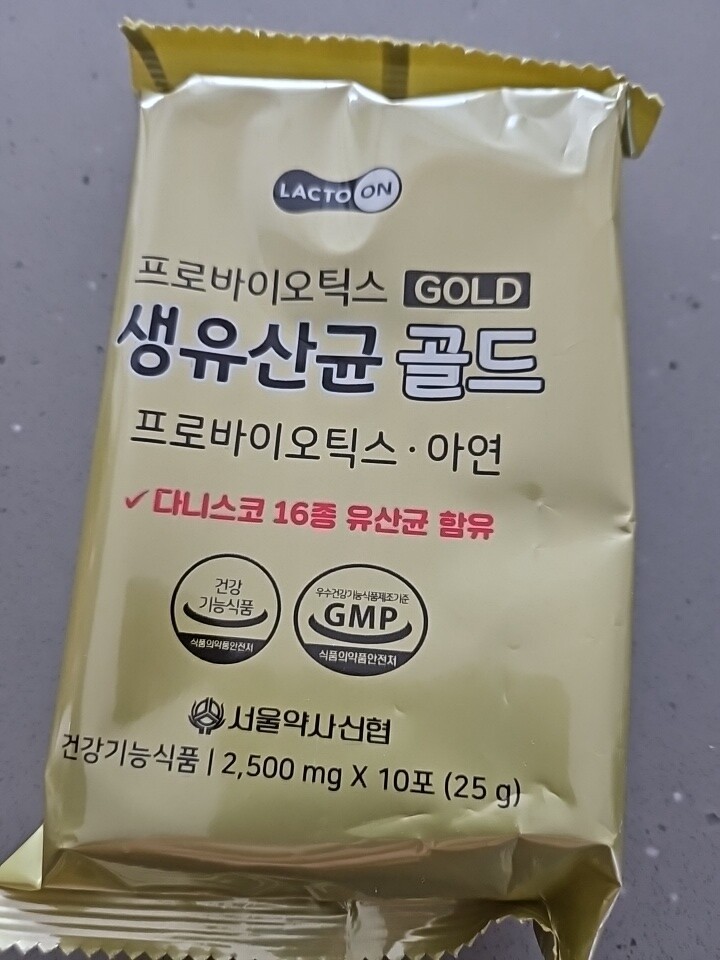 LACTO ON
프로바이오틱스 GOLD
생유산균 골드
프로바이오틱스·아연
✓다니스코 16종 유산균 함유
건강
기능식품
식품의약품안전처
우수건강기능식품제조기준
GMP
식품의약품안전처
서울약사신협
건강기능식품 | 2,500 mg X 10포 (25 g)